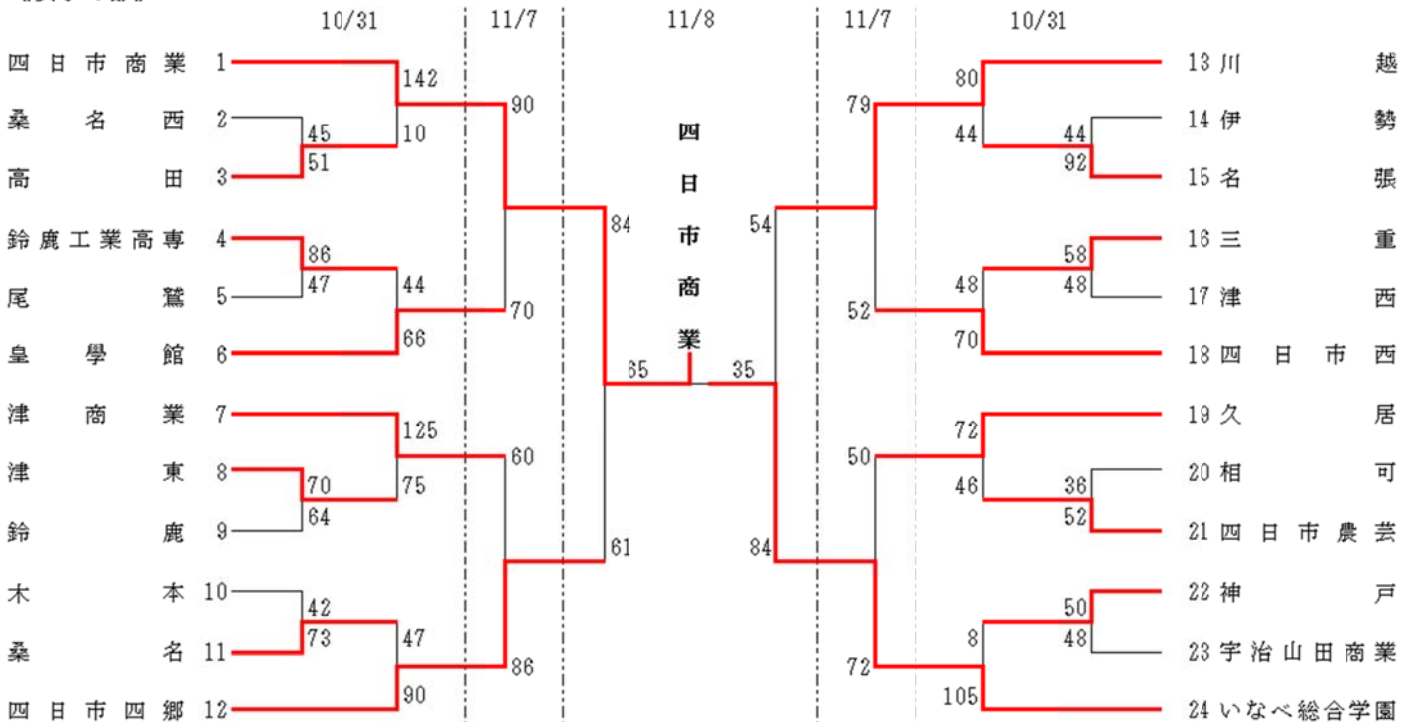 10/31 11/7 11/8 11/7 10/31
四日市商業 1 142 90 79 80 13 川越
桑名西 2 45 10 四日市商業 44 44 14 伊勢
高田 3 51 92 15 名張
84 54
鈴鹿工業高専 4 86 58 16 三重
尾鷲 5 47 44 70 52 48 48 17 津西
皇學館 6 66 70 18 四日市西
65 35
津商業 7 125 60 50 72 19 久居
津東 8 70 75 46 36 20 相可
鈴鹿 9 64 52 21 四日市農芸
61 84
木本 10 42 50 22 神戸
桑名 11 73 47 86 72 8 48 23 宇治山田商業
四日市四郷 12 90 105 24 いなべ総合学園